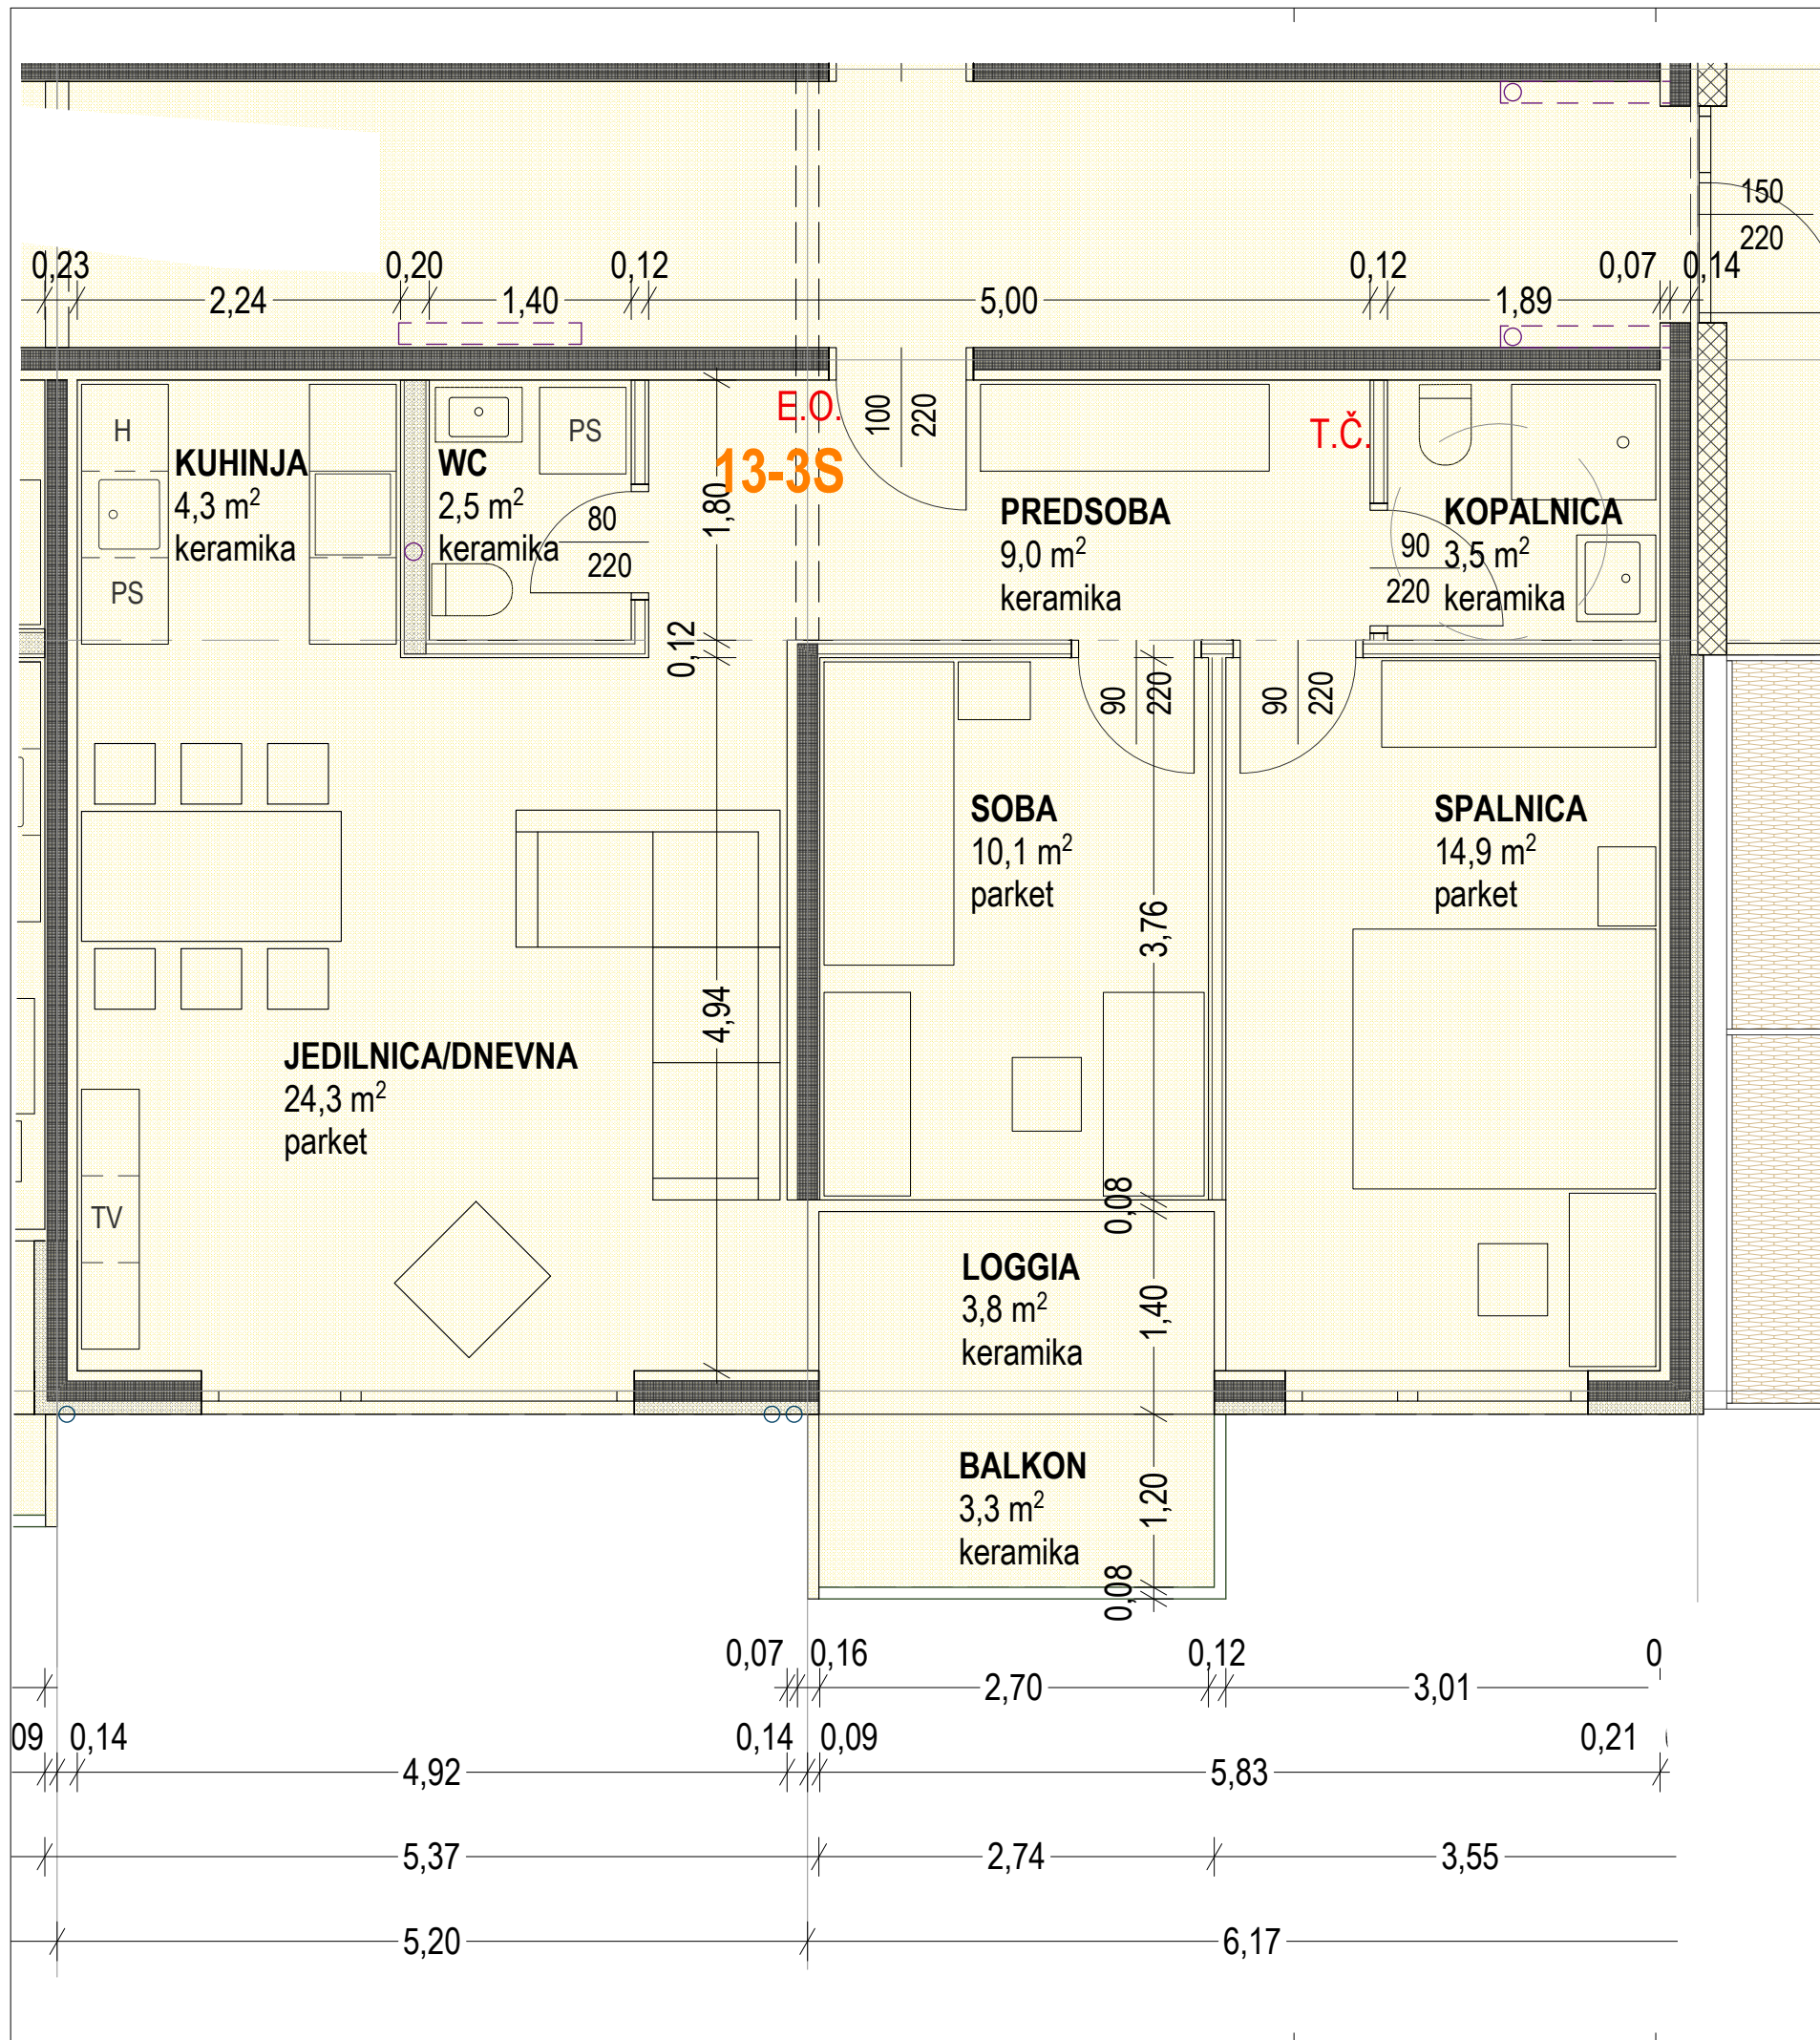 150
220
0,23
0,20
0,12
0,12
0,07
0,14
2,24
1,40
5,00
1,89
E.O.
100
220
T.Č.
H
PS
13-3S
KUHINJA
4,3 m²
keramika
WC
2,5 m²
keramika
1,80
PREDSOBA
9,0 m²
keramika
KOPALNICA
3,5 m²
keramika
80
220
90
220
PS
0,12
90
220
90
220
SOBA
10,1 m²
parket
SPALNICA
14,9 m²
parket
3,76
4,94
JEDILNICA/DNEVNA
24,3 m²
parket
TV
0,08
LOGGIA
3,8 m²
keramika
1,40
BALKON
3,3 m²
keramika
1,20
0,08
0,07
0,16
0,12
0
2,70
3,01
09
0,14
0,14
0,09
0,21
4,92
5,83
5,37
2,74
3,55
5,20
6,17